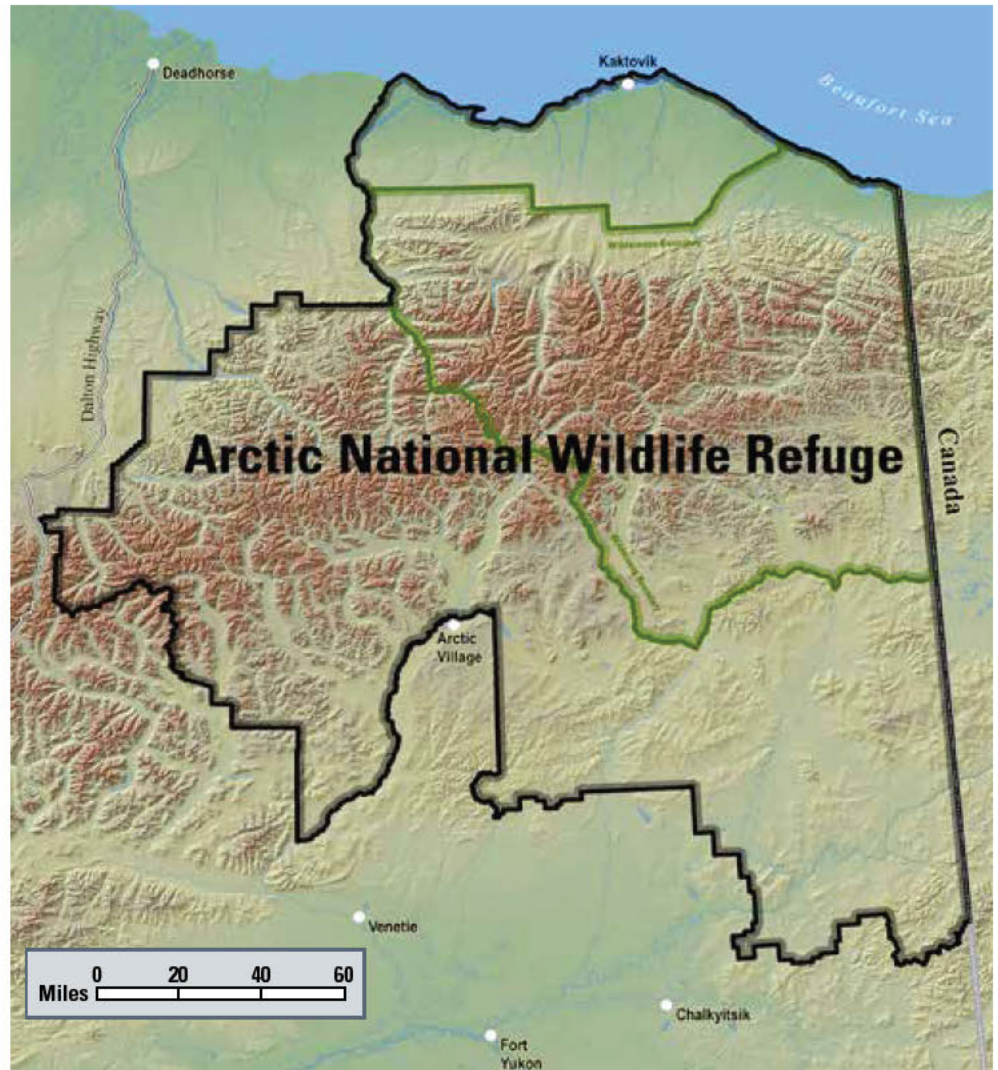 Kaktovik
Deadhorse
Beaufort Sea
Dalton Highway
Arctic National Wildlife Refuge
Canada
Arctic
Village
Venetie
0 20 40 60
Miles
Chalkyitsik
Fort
Yukon